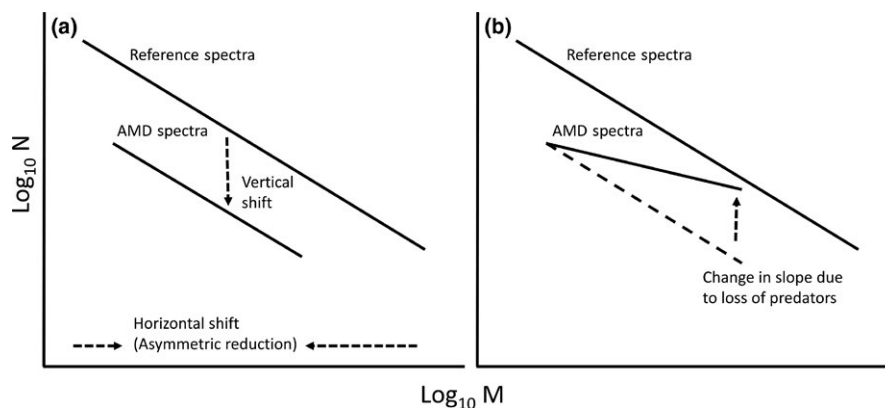 (a)
Reference spectra
AMD spectra
Vertical
shift
Horizontal shift
(Asymmetric reduction)
(b)
Reference spectra
AMD spectra
Change in slope due
to loss of predators
Log₁₀ N
Log₁₀ M